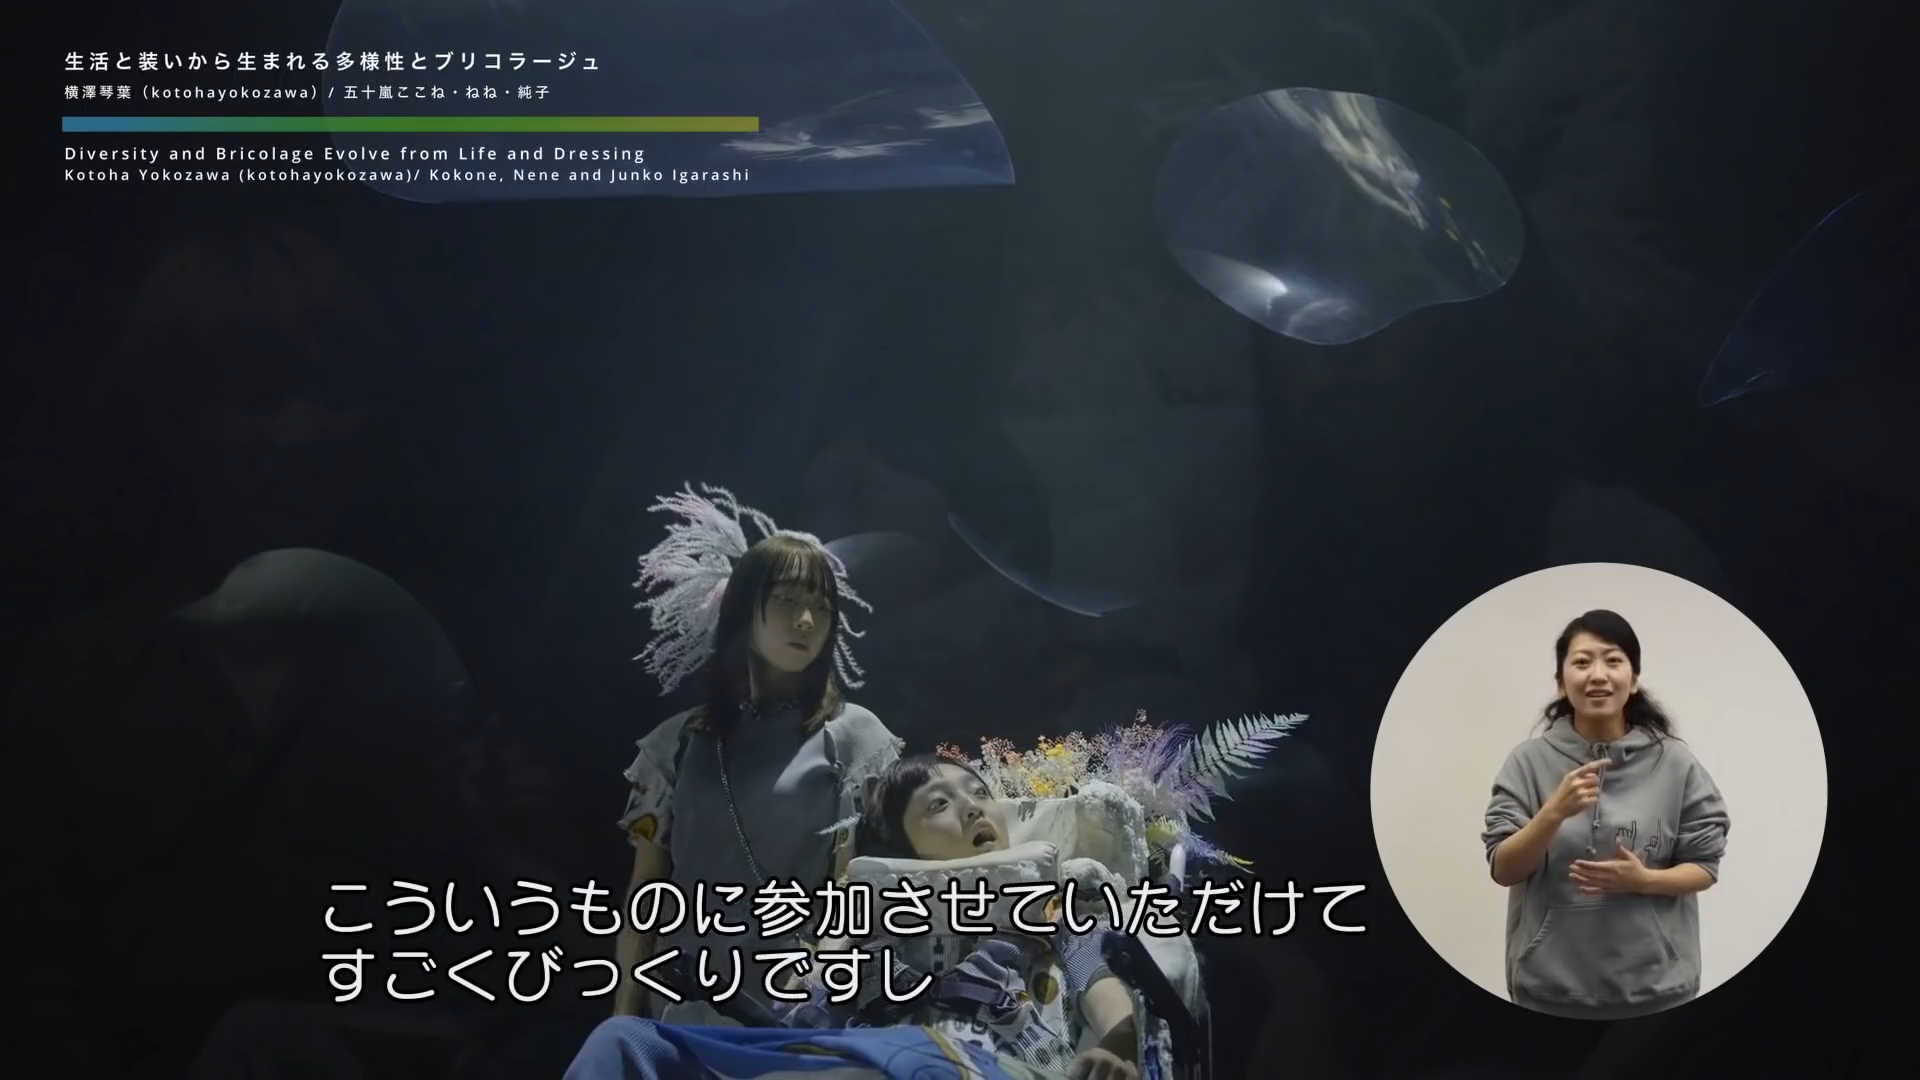 生活と装いから生まれる多様性とブリコラージュ
横澤琴葉（kotohayokozawa）/ 五十嵐ここね・ねね・純子
Diversity and Bricolage Evolve from Life and Dressing
Kotoha Yokozawa (kotohayokozawa)/ Kokone, Nene and Junko Igarashi
こういうものに参加させていただけて
すごくびっくりですし